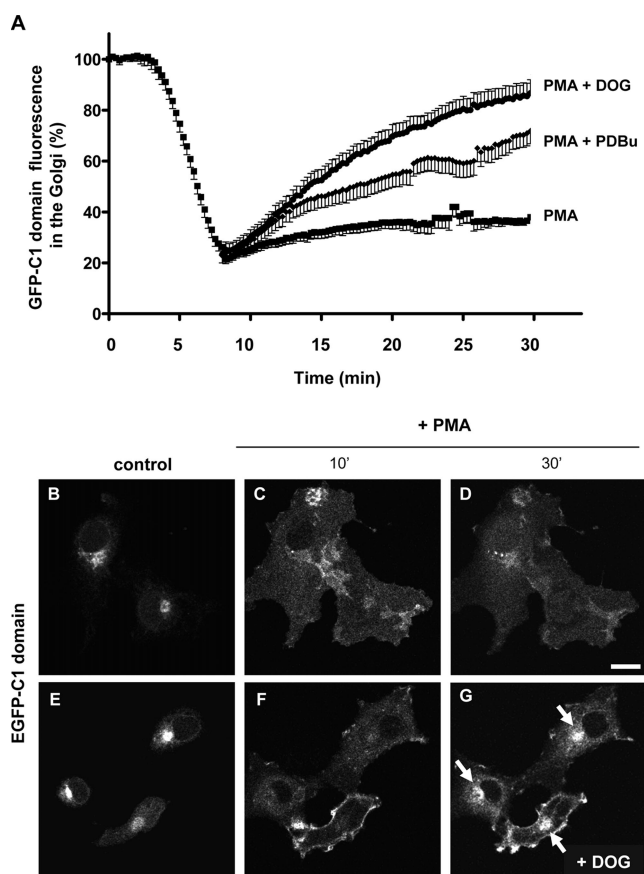 A
GFP-C1 domain fluorescence
in the Golgi (%)
100
80
60
40
20
0
0 5 10 15 20 25 30
Time (min)
PMA + DOG
PMA + PDBu
PMA
+ PMA
control 10' 30'
EGFP-C1 domain
B C D
E F G
+ DOG